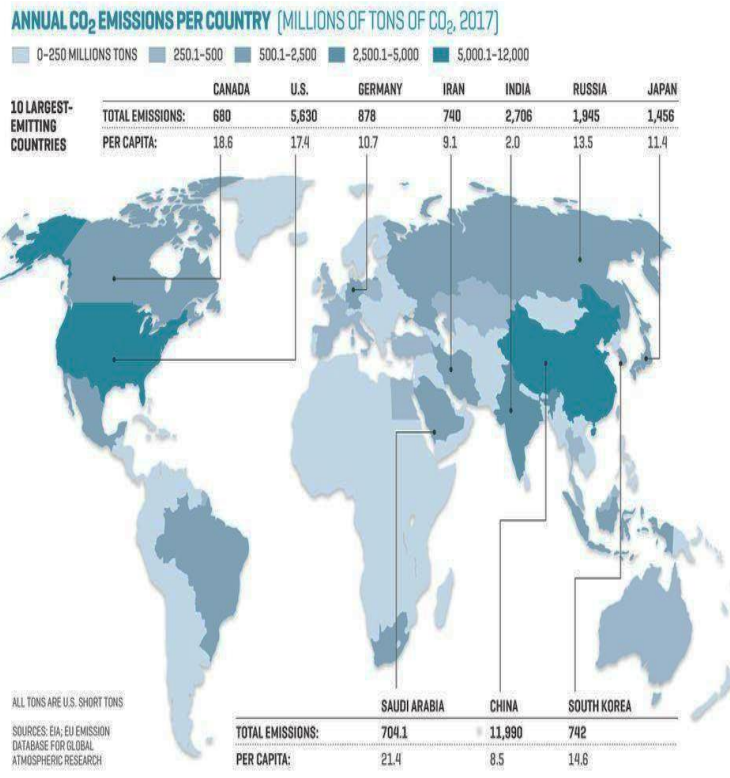 ANNUAL CO₂ EMISSIONS PER COUNTRY (MILLIONS OF TONS OF CO₂, 2017)
0–250 MILLIONS TONS 250.1–500 500.1–2,500 2,500.1–5,000 5,000.1–12,000
CANADA U.S. GERMANY IRAN INDIA RUSSIA JAPAN
10 LARGEST-
EMITTING
COUNTRIES
TOTAL EMISSIONS: 680 5,630 878 740 2,706 1,945 1,456
PER CAPITA: 18.6 17.4 10.7 9.1 2.0 13.5 11.4
ALL TONS ARE U.S. SHORT TONS
SOURCES: EIA; EU EMISSION
DATABASE FOR GLOBAL
ATMOSPHERIC RESEARCH
SAUDI ARABIA CHINA SOUTH KOREA
TOTAL EMISSIONS: 704.1 11,990 742
PER CAPITA: 21.4 8.5 14.6